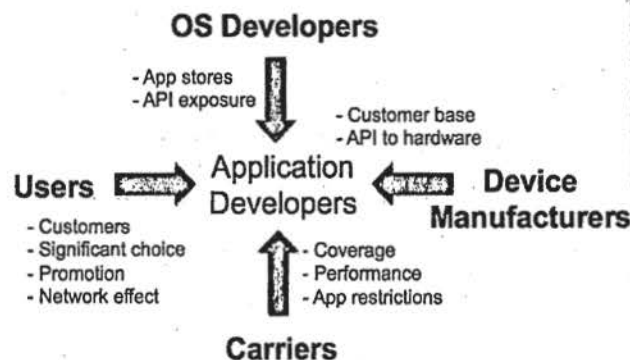 OS Developers
- App stores
- API exposure
- Customer base
- API to hardware
Application
Developers
Users
- Customers
- Significant choice
- Promotion
- Network effect
Device
Manufacturers
- Coverage
- Performance
- App restrictions
Carriers